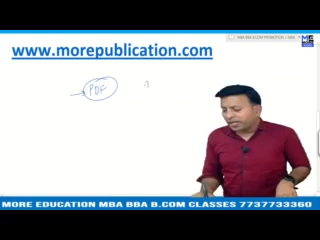 www.morepublication.com
PDF
MORE EDUCATION MBA BBA B.COM CLASSES 7737733360